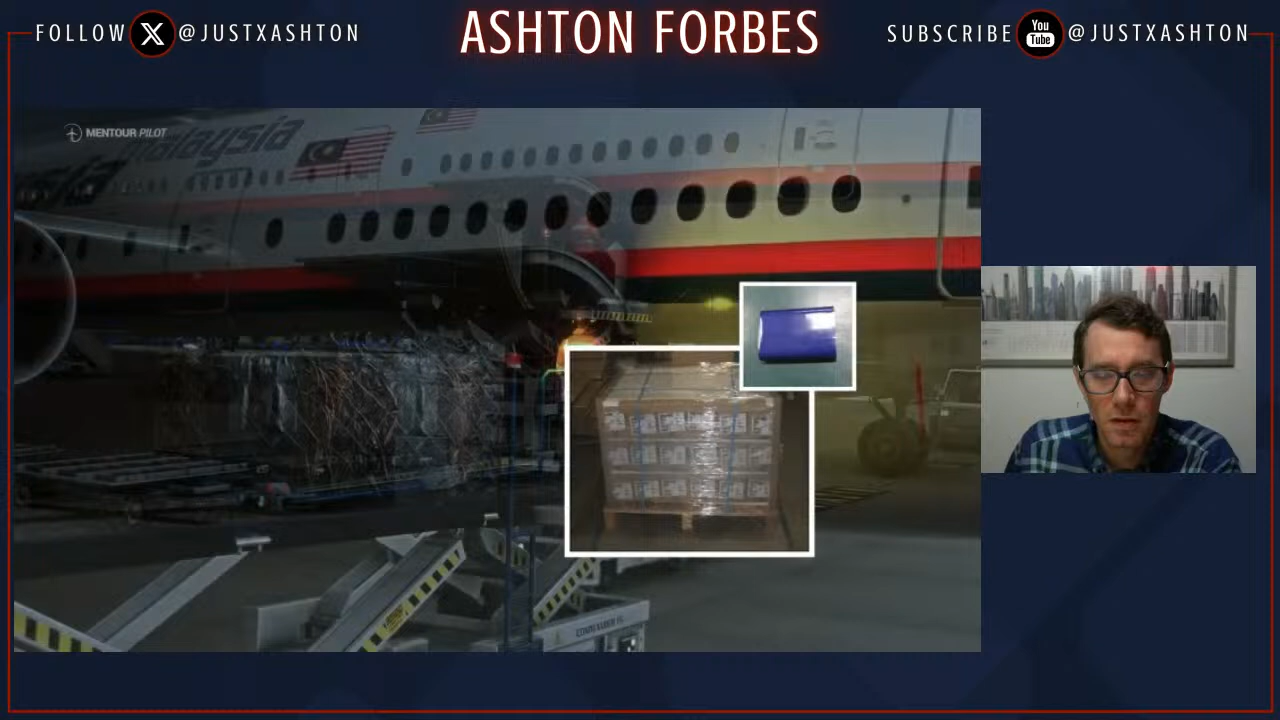 FOLLOW @JUSTXASHTON
ASHTON FORBES
SUBSCRIBE You Tube @JUSTXASHTON
MENTOUR PILOT
malaysia